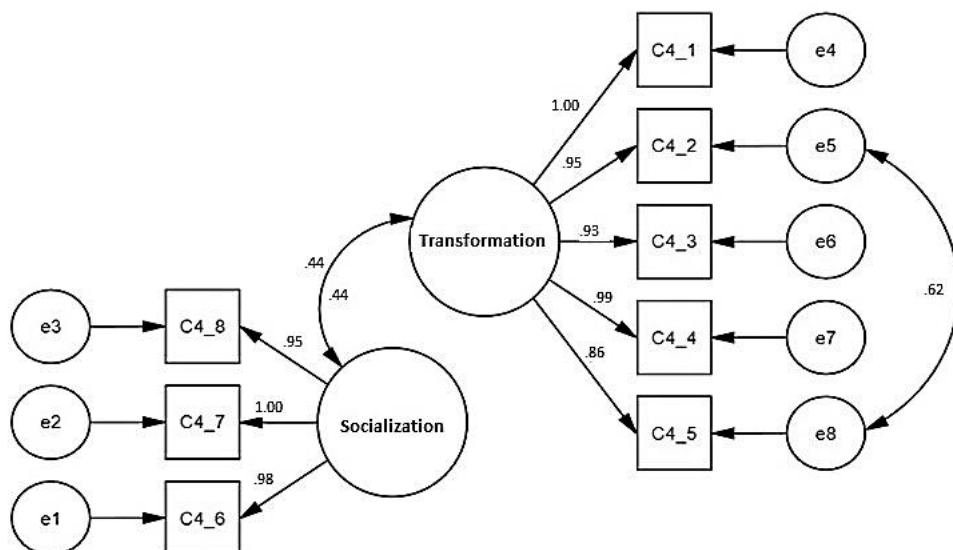 C4_1
e4
1.00
C4_2
e5
.95
Transformation
.93
C4_3
e6
.44
.44
.99
.62
C4_4
e7
.86
e3
C4_8
.95
C4_5
e8
e2
C4_7
1.00
Socialization
.98
e1
C4_6